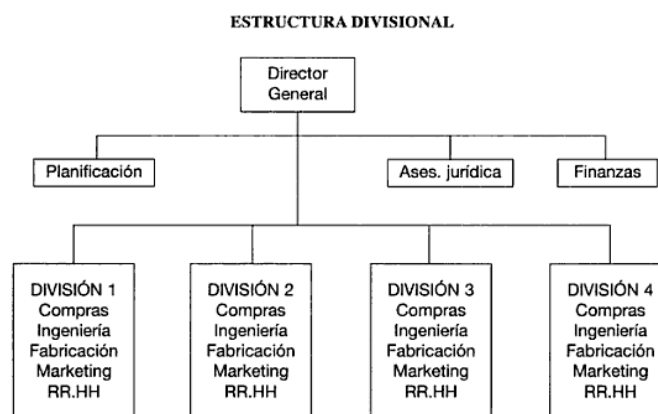 ESTRUCTURA DIVISIONAL
Director
General
Planificación
Ases. jurídica
Finanzas
DIVISIÓN 1
Compras
Ingeniería
Fabricación
Marketing
RR.HH
DIVISIÓN 2
Compras
Ingeniería
Fabricación
Marketing
RR.HH
DIVISIÓN 3
Compras
Ingeniería
Fabricación
Marketing
RR.HH
DIVISIÓN 4
Compras
Ingeniería
Fabricación
Marketing
RR.HH